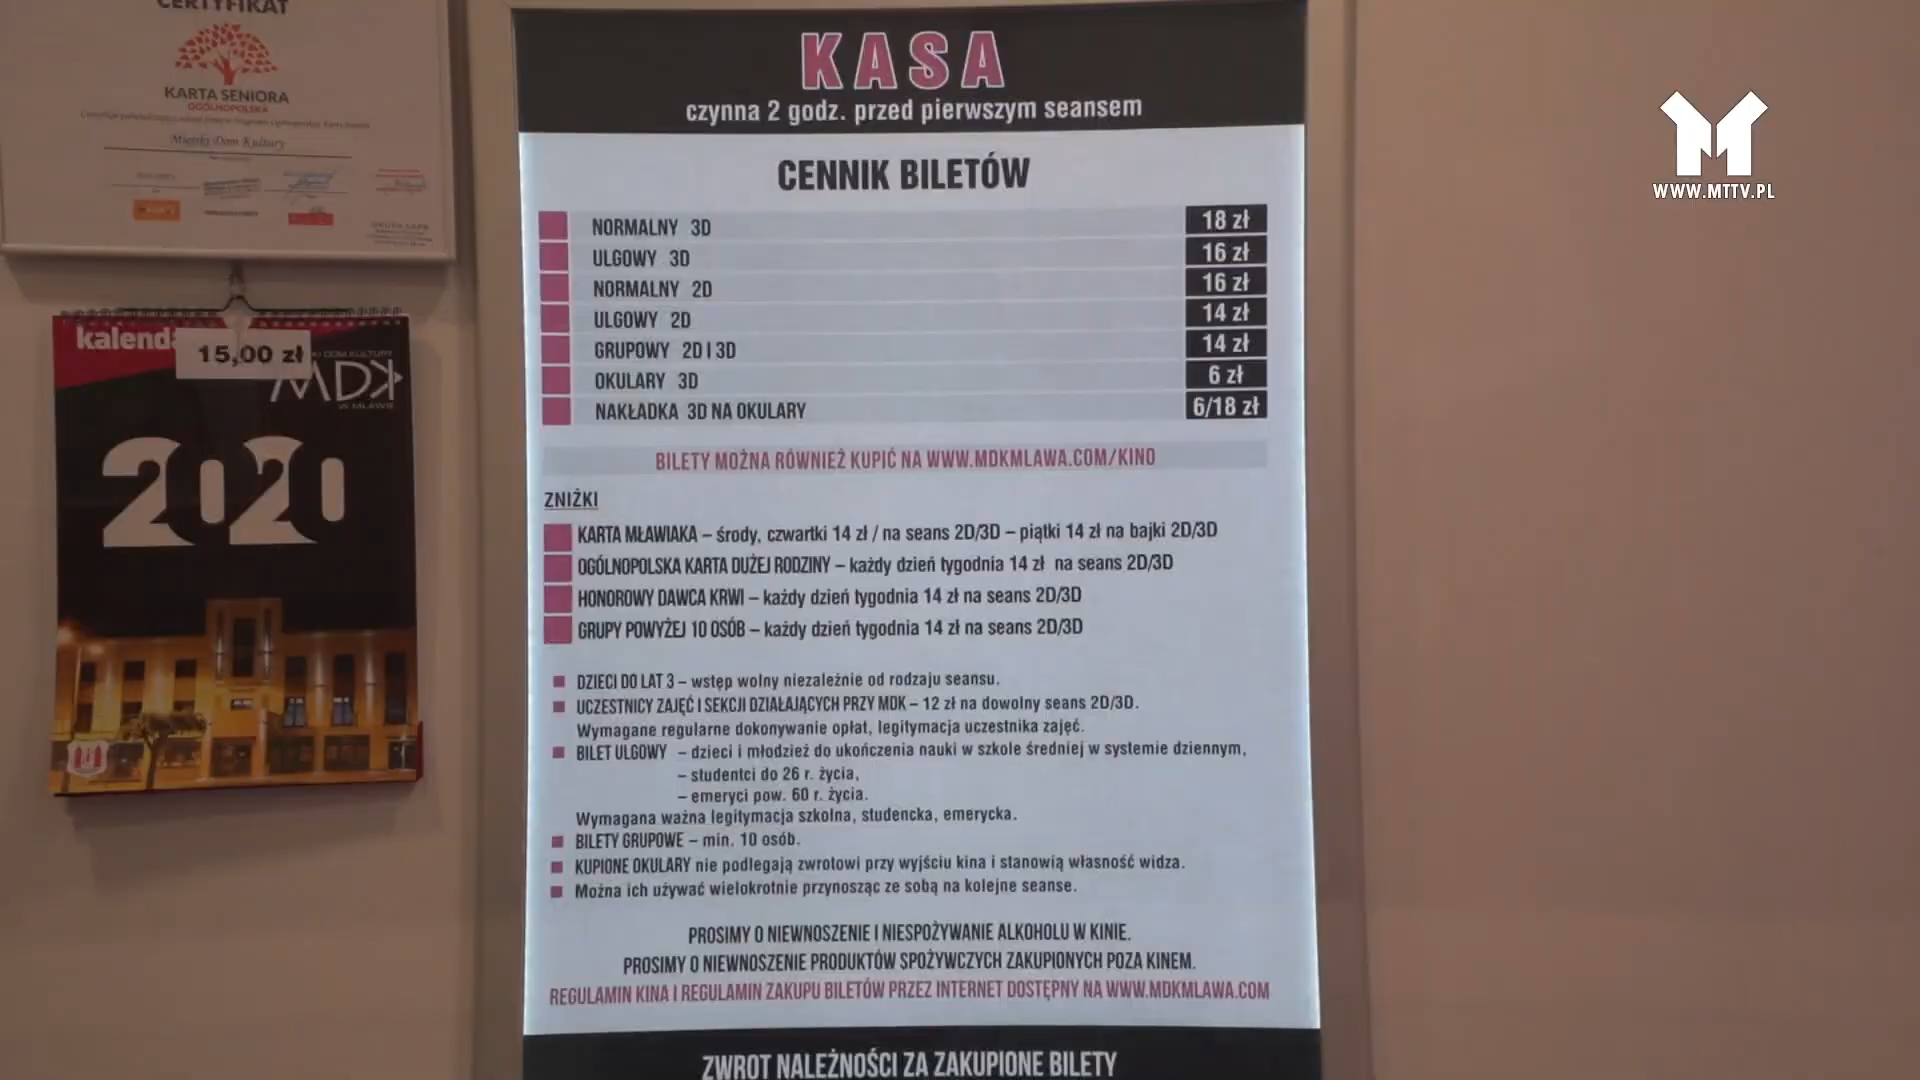 CERTYFIKAT
KARTA SENIORA
OGÓLNOPOLSKA
Miejski Dom Kultury
kalenda
15,00 zł
DOM KULTURY
MDK
W MŁAWIE
2020
KASA
czynna 2 godz. przed pierwszym seansem
CENNIK BILETÓW
NORMALNY 3D 18 zł
ULGOWY 3D 16 zł
NORMALNY 2D 16 zł
ULGOWY 2D 14 zł
GRUPOWY 2D I 3D 14 zł
OKULARY 3D 6 zł
NAKŁADKA 3D NA OKULARY 6/18 zł
BILETY MOŻNA RÓWNIEŻ KUPIĆ NA WWW.MDKMLAWA.COM/KINO
ZNIŻKI
KARTA MŁAWIAKA – środy, czwartki 14 zł / na seans 2D/3D – piątki 14 zł na bajki 2D/3D
OGÓLNOPOLSKA KARTA DUŻEJ RODZINY – każdy dzień tygodnia 14 zł na seans 2D/3D
HONOROWY DAWCA KRWI – każdy dzień tygodnia 14 zł na seans 2D/3D
GRUPY POWYŻEJ 10 OSÓB – każdy dzień tygodnia 14 zł na seans 2D/3D
DZIECI DO LAT 3 – wstęp wolny niezależnie od rodzaju seansu.
UCZESTNICY ZAJĘĆ I SEKCJI DZIAŁAJĄCYCH PRZY MDK – 12 zł na dowolny seans 2D/3D.
Wymagane regularne dokonywanie opłat, legitymacja uczestnika zajęć.
BILET ULGOWY – dzieci i młodzież do ukończenia nauki w szkole średniej w systemie dziennym,
– studentci do 26 r. życia,
– emeryci pow. 60 r. życia.
Wymagana ważna legitymacja szkolna, studencka, emerycka.
BILETY GRUPOWE – min. 10 osób.
KUPIONE OKULARY nie podlegają zwrotowi przy wyjściu kina i stanowią własność widza.
Można ich używać wielokrotnie przynosząc ze sobą na kolejne seanse.
PROSIMY O NIEWNOSZENIE I NIESPOŻYWANIE ALKOHOLU W KINIE.
PROSIMY O NIEWNOSZENIE PRODUKTÓW SPOŻYWCZYCH ZAKUPIONYCH POZA KINEM.
REGULAMIN KINA I REGULAMIN ZAKUPU BILETÓW PRZEZ INTERNET DOSTĘPNY NA WWW.MDKMLAWA.COM
ZWROT NALEŻNOŚCI ZA ZAKUPIONE BILETY
WWW.MTTV.PL